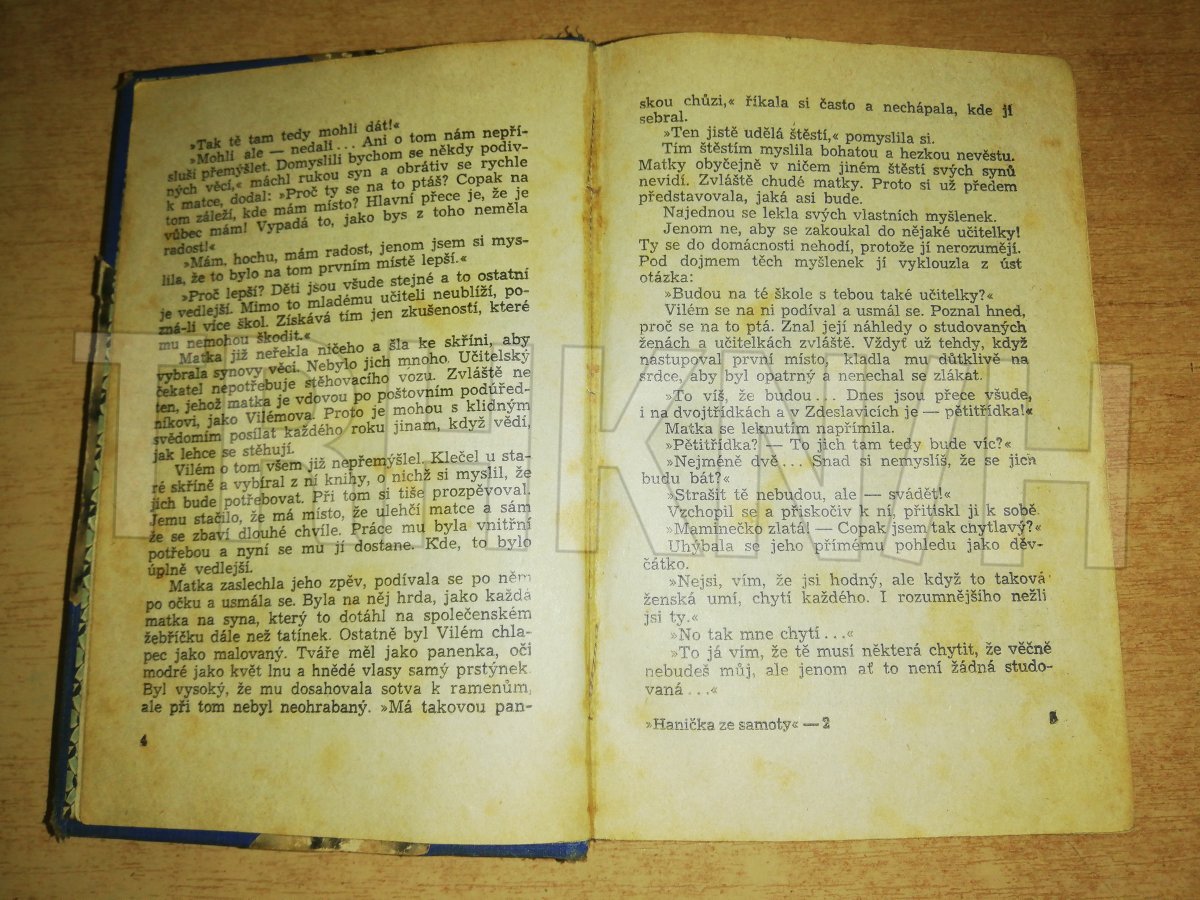 »Tak tě tam tedy mohli dát!«
»Mohli ale — nedali... Ani o tom nám nepří-
sluší přemýšlet. Domyslili bychom se někdy podiv-
ných věcí,« máchl rukou syn a obrátiv se rychle
k matce, dodal: »Proč ty se na to ptáš? Copak na
tom záleží, kde mám místo? Hlavní přece je, že je
vůbec mám! Vypadá to, jako bys z toho neměla
radost!«
»Mám, hochu, mám radost, jenom jsem si mys-
lila, že to bylo na tom prvním místě lepší.«
»Proč lepší? Děti jsou všude stejné a to ostatní
je vedlejší. Mimo to mladému učiteli neublíží, po-
zná-li více škol. Získává tím jen zkušeností, které
mu nemohou škodit.«
Matka již neřekla ničeho a šla ke skříni, aby
vybrala synovy věci. Nebylo jich mnoho. Učitelský
čekatel nepotřebuje stěhovacího vozu. Zvláště ne
ten, jehož matka je vdovou po poštovním podúřed-
níkovi, jako Vilémova. Proto je mohou s klidným
svědomím posílat každého roku jinam, když vědí,
jak lehce se stěhují.
Vilém o tom všem již nepřemýšlel. Klečel u sta-
ré skříně a vybíral z ní knihy, o nichž si myslil, že
jich bude potřebovat. Při tom si tiše prozpěvoval.
Jemu stačilo, že má místo, že ulehčí matce a sám
že se zbaví dlouhé chvíle. Práce mu byla vnitřní
potřebou a nyní se mu jí dostane. Kde, to bylo
úplně vedlejší.
Matka zaslechla jeho zpěv, podívala se po něm
po očku a usmála se. Byla na něj hrda, jako každá
matka na syna, který to dotáhl na společenském
žebříčku dále než tatínek. Ostatně byl Vilém chla-
pec jako malovaný. Tváře měl jako panenka, oči
modré jako květ lnu a hnědé vlasy samý prstýnek.
Byl vysoký, že mu dosahovala sotva k ramenům,
ale při tom nebyl neohrabaný. »Má takovou pan-
4
skou chůzi,« říkala si často a nechápala, kde jí
sebral.
»Ten jistě udělá štěstí,« pomyslila si.
Tím štěstím myslila bohatou a hezkou nevěstu.
Matky obyčejně v ničem jiném štěstí svých synů
nevidí. Zvláště chudé matky. Proto si už předem
představovala, jaká asi bude.
Najednou se lekla svých vlastních myšlenek.
Jenom ne, aby se zakoukal do nějaké učitelky!
Ty se do domácnosti nehodí, protože jí nerozumějí.
Pod dojmem těch myšlenek jí vyklouzla z úst
otázka:
»Budou na té škole s tebou také učitelky?«
Vilém se na ni podíval a usmál se. Poznal hned,
proč se na to ptá. Znal její náhledy o studovaných
ženách a učitelkách zvláště. Vždyť už tehdy, když
nastupoval první místo, kladla mu důtklivě na
srdce, aby byl opatrný a nenechal se zlákat.
»To víš, že budou... Dnes jsou přece všude,
i na dvojtřídkách a v Zdeslavicích je — pětitřídka!«
Matka se leknutím napřímila.
»Pětitřídka? — To jich tam tedy bude víc?«
»Nejméně dvě... Snad si nemyslíš, že se jich
budu bát?«
»Strašit tě nebudou, ale — svádět!«
Vzchopil se a přiskočiv k ní, přitiskl ji k sobě.
»Maminečko zlatá! — Copak jsem tak chytlavý?«
Uhýbala se jeho přímému pohledu jako děv-
čátko.
»Nejsi, vím, že jsi hodný, ale když to taková
ženská umí, chytí každého. I rozumnějšího nežli
jsi ty.«
»No tak mne chytí...«
»To já vím, že tě musí některá chytit, že věčně
nebudeš můj, ale jenom ať to není žádná studo-
vaná...«
»Hanička ze samoty« — 2
5
TRHKNIH